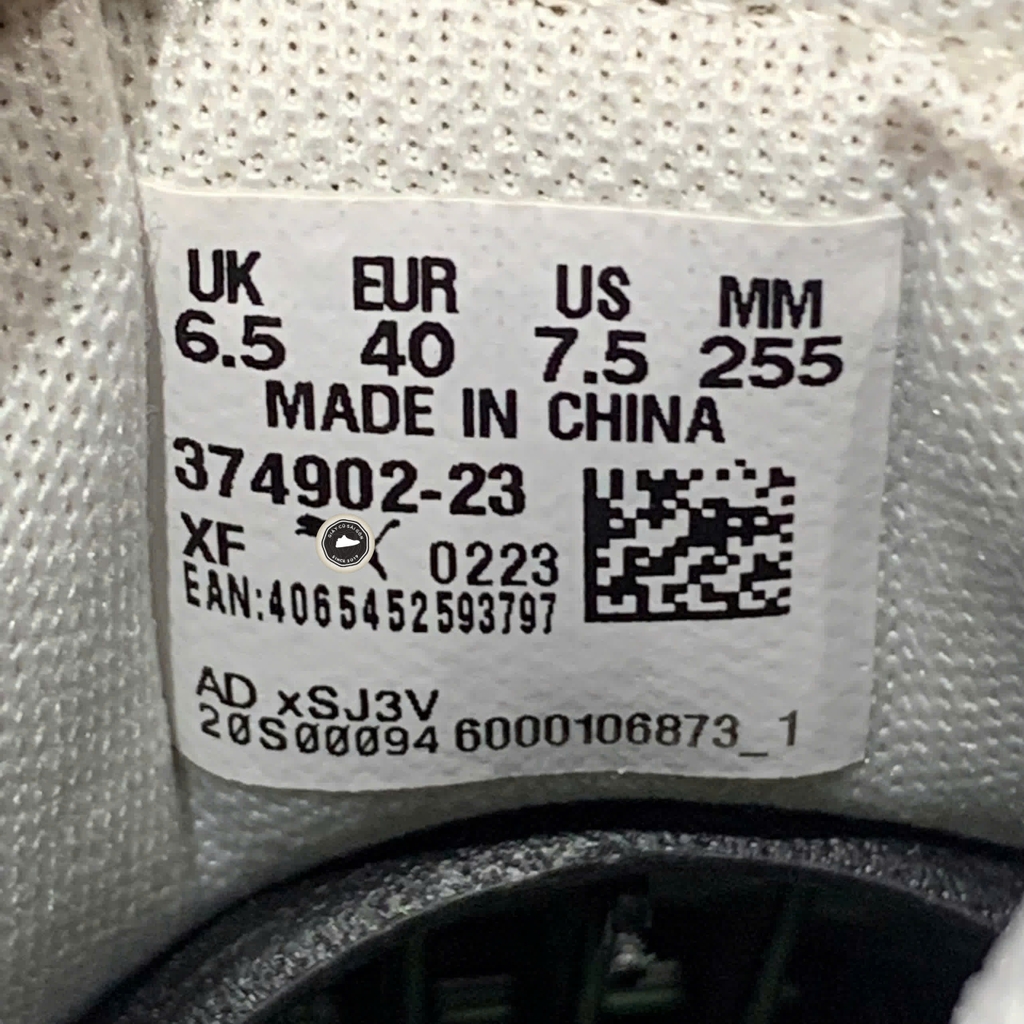 UK EUR US MM
6.5 40 7.5 255
MADE IN CHINA
374902-23
XF 0223
EAN:4065452593797
AD xSJ3V
20S00094 6000106873_1